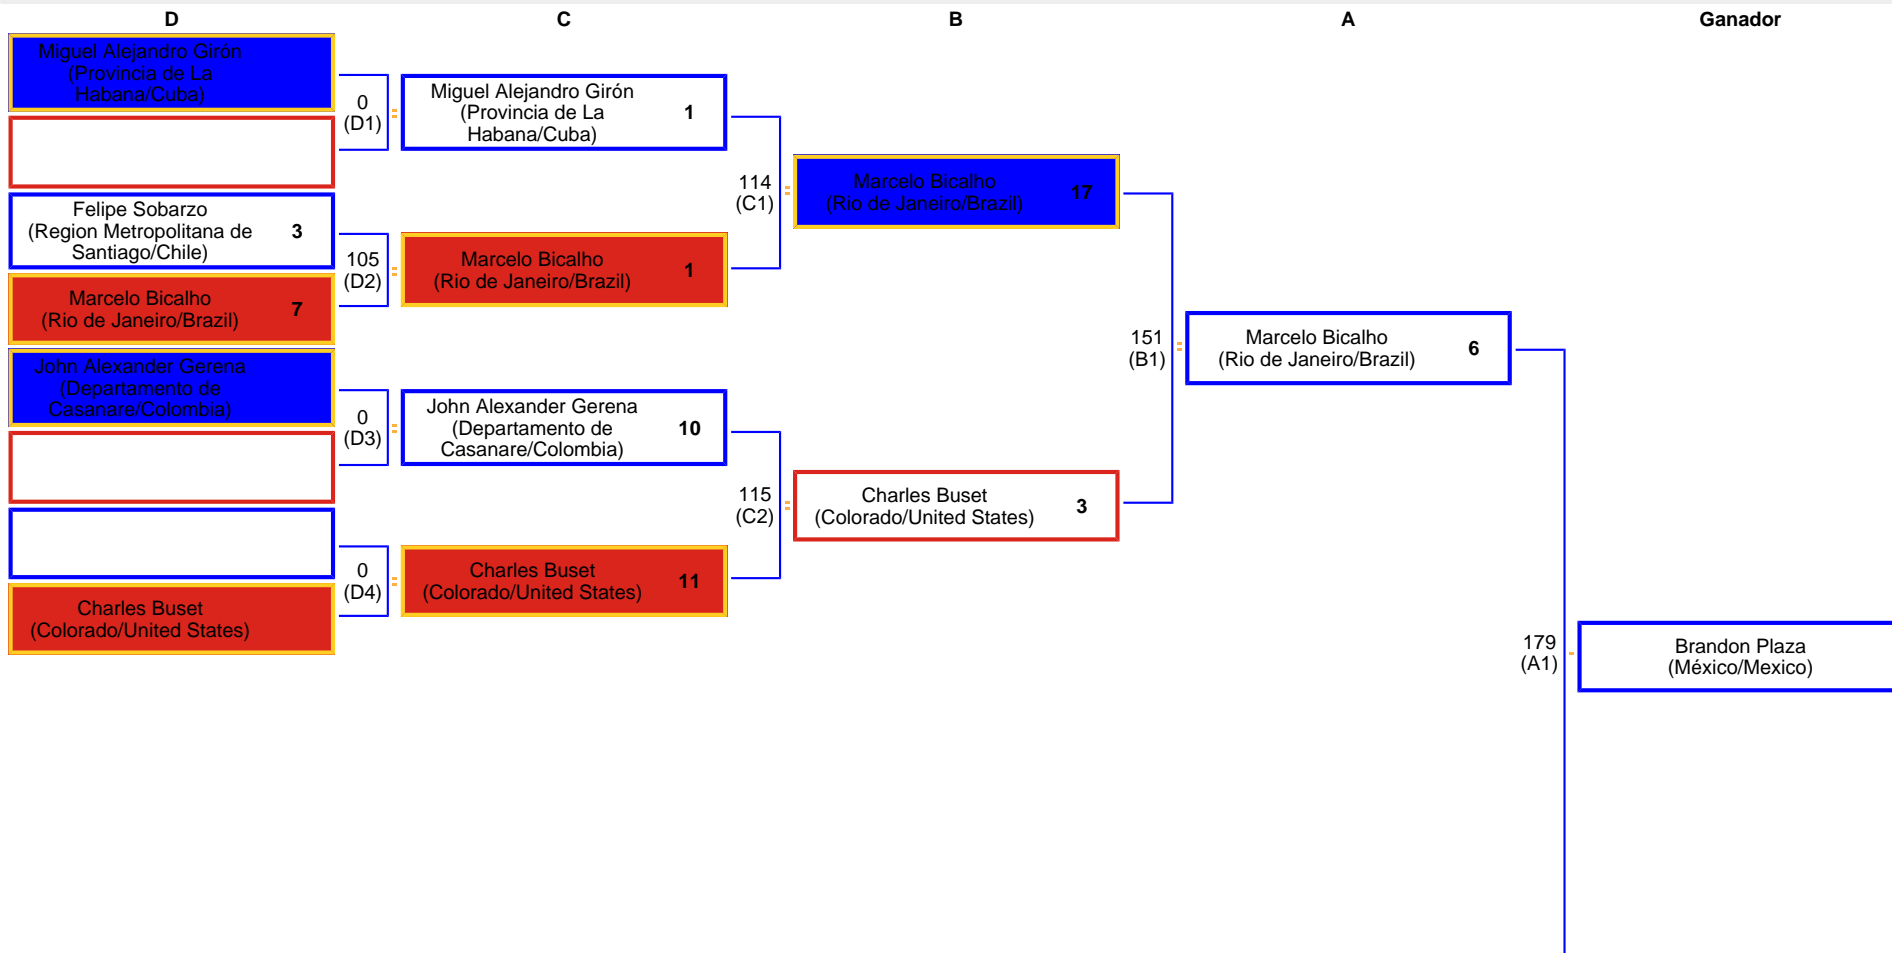 D
C
B
A
Ganador
Miguel Alejandro Girón
(Provincia de La
Habana/Cuba)
0
(D1)
Miguel Alejandro Girón
(Provincia de La
Habana/Cuba)
1
Felipe Sobarzo
(Region Metropolitana de
Santiago/Chile)
3
105
(D2)
Marcelo Bicalho
(Rio de Janeiro/Brazil)
7
Marcelo Bicalho
(Rio de Janeiro/Brazil)
1
114
(C1)
Marcelo Bicalho
(Rio de Janeiro/Brazil)
17
John Alexander Gerena
(Departamento de
Casanare/Colombia)
0
(D3)
John Alexander Gerena
(Departamento de
Casanare/Colombia)
10
0
(D4)
Charles Buset
(Colorado/United States)
Charles Buset
(Colorado/United States)
11
115
(C2)
Charles Buset
(Colorado/United States)
3
151
(B1)
Marcelo Bicalho
(Rio de Janeiro/Brazil)
6
179
(A1)
Brandon Plaza
(México/Mexico)